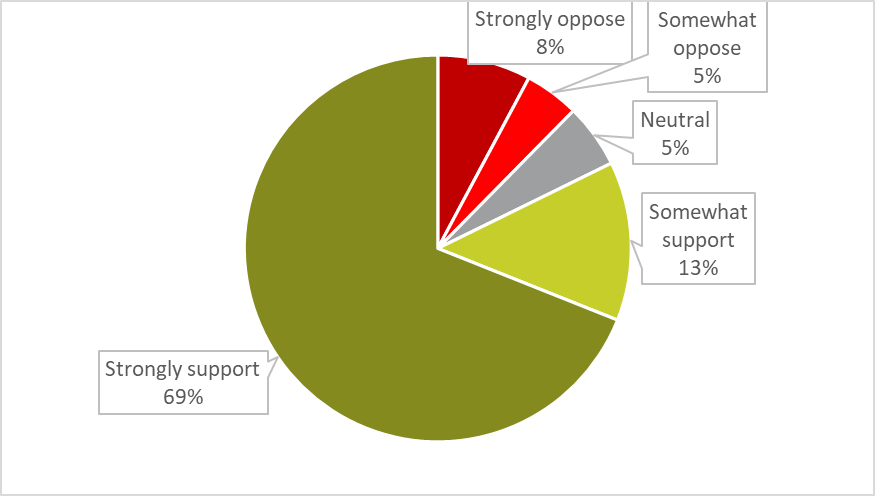 Strongly oppose
8%
Somewhat
oppose
5%
Neutral
5%
Somewhat
support
13%
Strongly support
69%